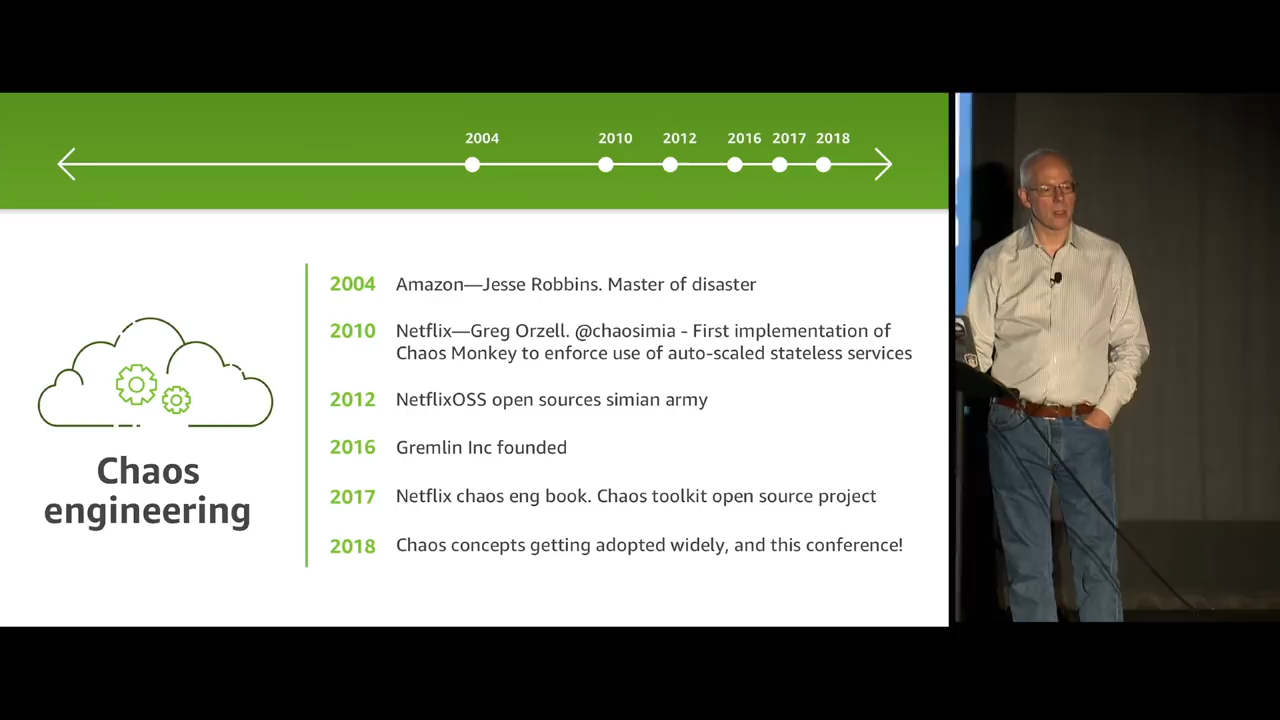 2004 2010 2012 2016 2017 2018
Chaos
engineering
2004 Amazon—Jesse Robbins. Master of disaster
2010 Netflix—Greg Orzell. @chaosimia - First implementation of
Chaos Monkey to enforce use of auto-scaled stateless services
2012 NetflixOSS open sources simian army
2016 Gremlin Inc founded
2017 Netflix chaos eng book. Chaos toolkit open source project
2018 Chaos concepts getting adopted widely, and this conference!